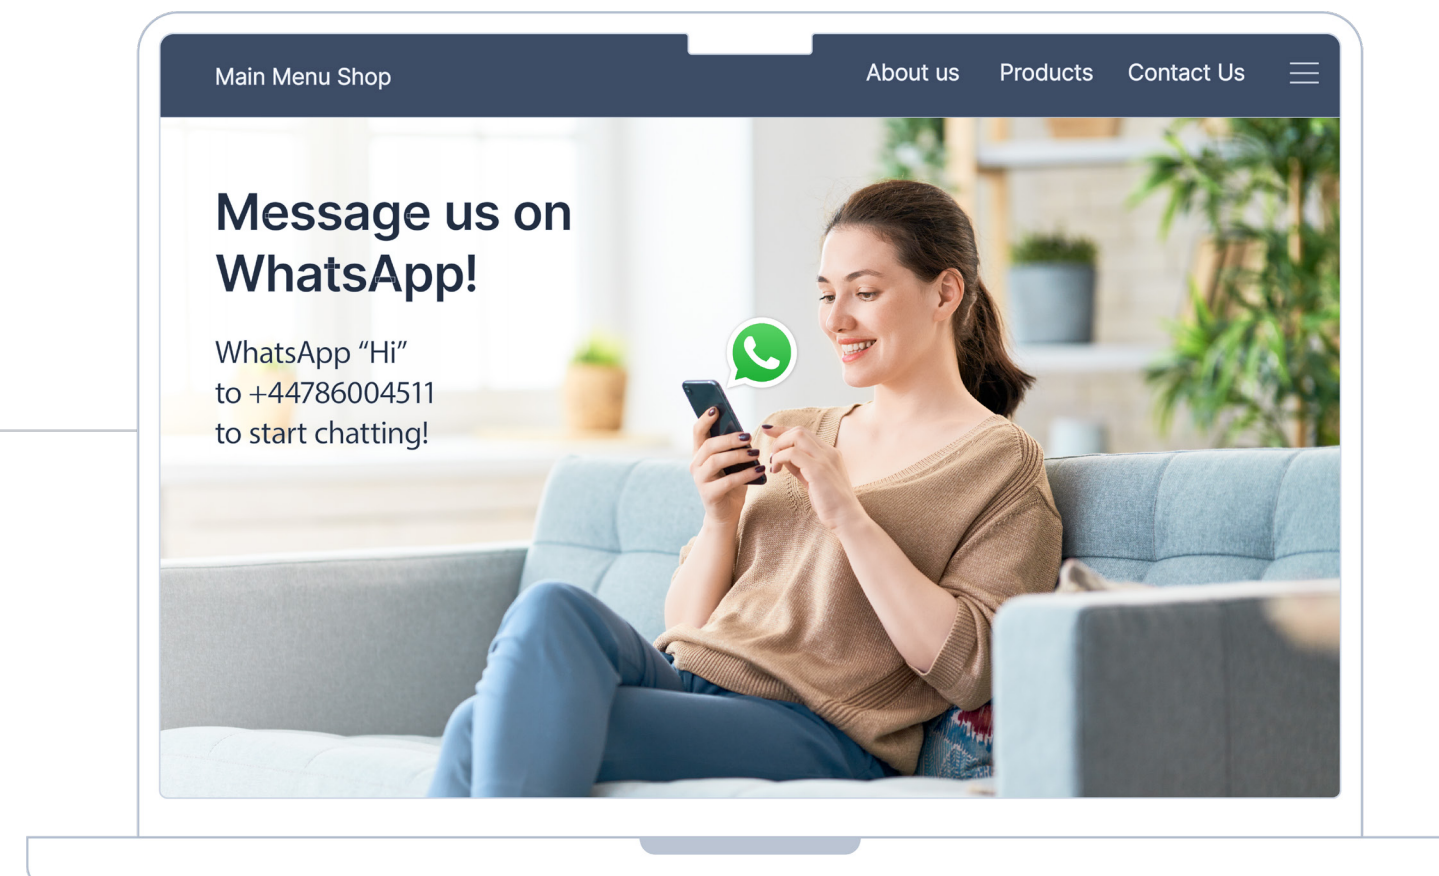 Main Menu Shop
About us
Products
Contact Us
Message us on
WhatsApp!
WhatsApp “Hi”
to +44786004511
to start chatting!